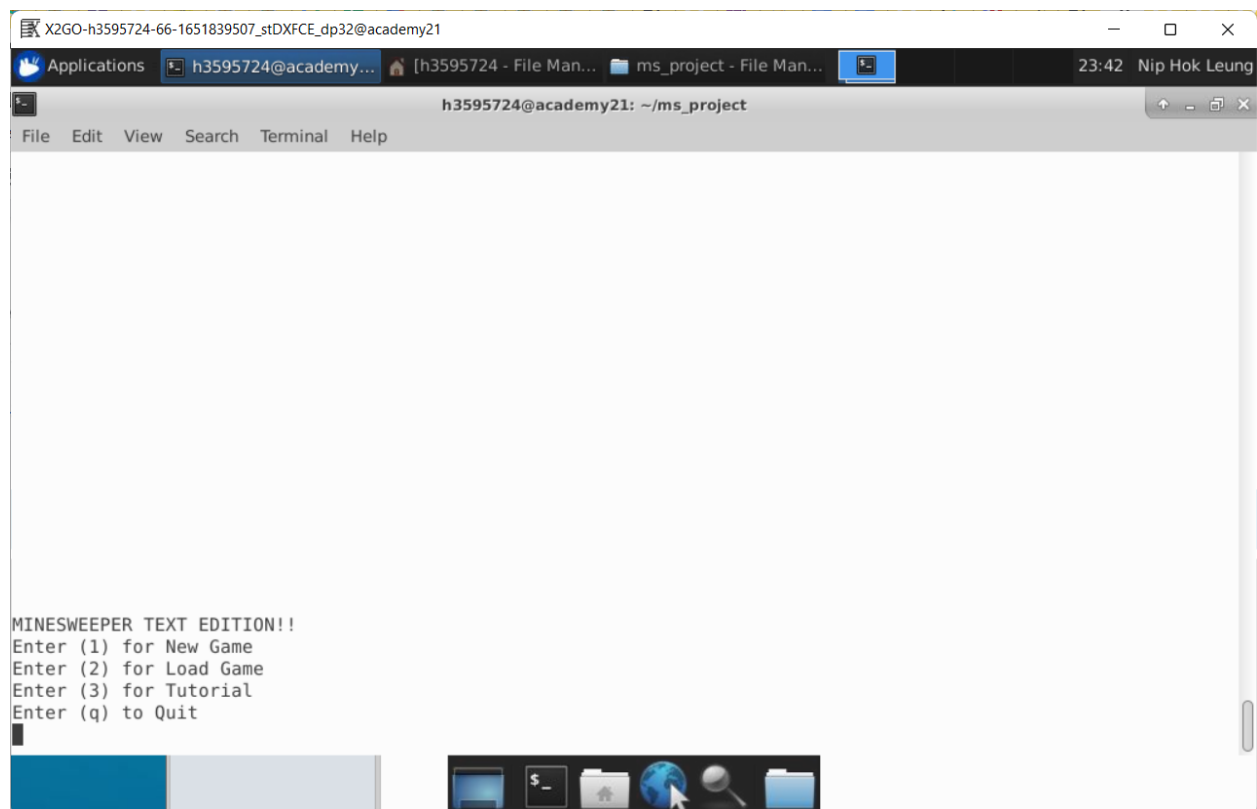 X2GO-h3595724-66-1651839507_stDXFCE_dp32@academy21
Applications h3595724@academy... [h3595724 - File Man... ms_project - File Man... 23:42 Nip Hok Leung
h3595724@academy21: ~/ms_project
File Edit View Search Terminal Help
MINESWEEPER TEXT EDITION!!
Enter (1) for New Game
Enter (2) for Load Game
Enter (3) for Tutorial
Enter (q) to Quit